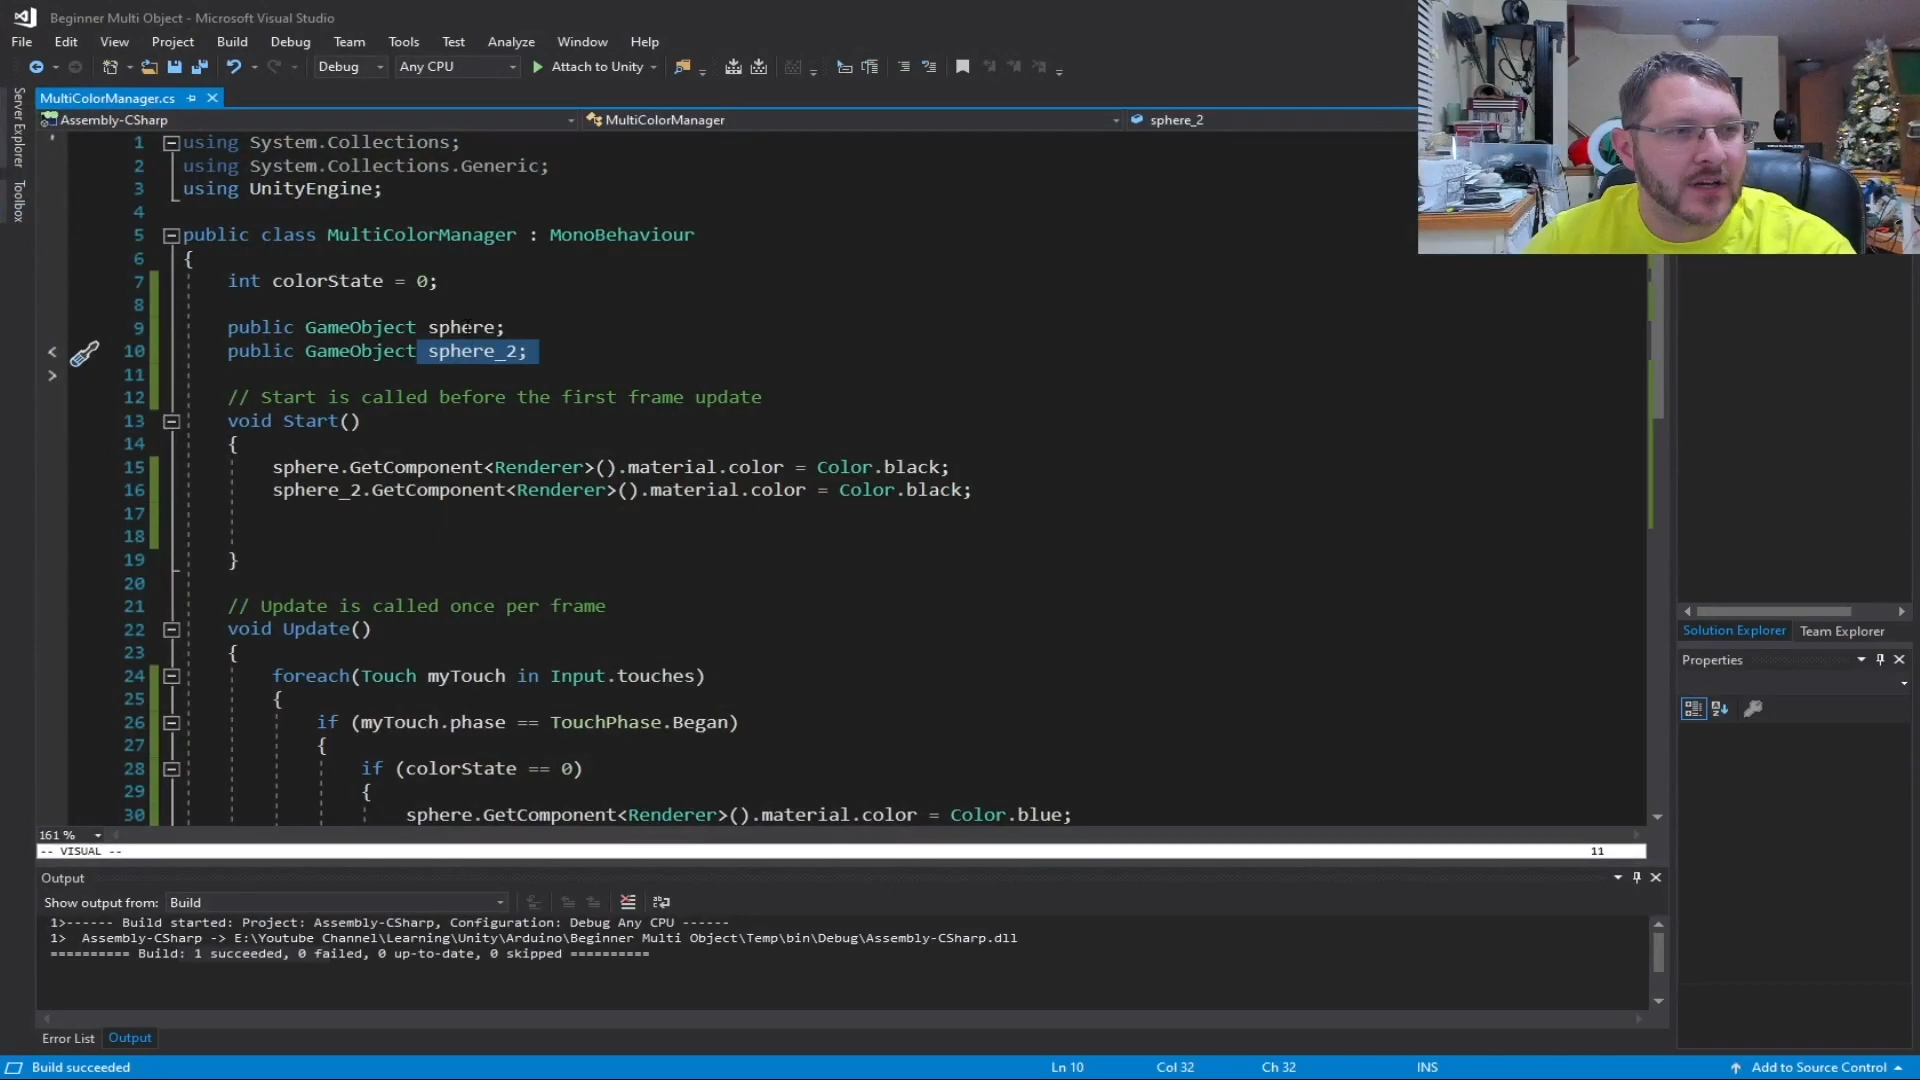 Beginner Multi Object - Microsoft Visual Studio
File Edit View Project Build Debug Team Tools Test Analyze Window Help
Debug Any CPU Attach to Unity
Server Explorer
Toolbox
MultiColorManager.cs
Assembly-CSharp MultiColorManager sphere_2
1 using System.Collections;
2 using System.Collections.Generic;
3 using UnityEngine;
4
5 public class MultiColorManager : MonoBehaviour
6 {
7 int colorState = 0;
8
9 public GameObject sphere;
10 public GameObject sphere_2;
11
12 // Start is called before the first frame update
13 void Start()
14 {
15 sphere.GetComponent<Renderer>().material.color = Color.black;
16 sphere_2.GetComponent<Renderer>().material.color = Color.black;
17
18
19 }
20
21 // Update is called once per frame
22 void Update()
23 {
24 foreach(Touch myTouch in Input.touches)
25 {
26 if (myTouch.phase == TouchPhase.Began)
27 {
28 if (colorState == 0)
29 {
30 sphere.GetComponent<Renderer>().material.color = Color.blue;
161 %
-- VISUAL -- 11
Output
Show output from: Build
1>------ Build started: Project: Assembly-CSharp, Configuration: Debug Any CPU ------
1> Assembly-CSharp -> E:\Youtube Channel\Learning\Unity\Arduino\Beginner Multi Object\Temp\bin\Debug\Assembly-CSharp.dll
========== Build: 1 succeeded, 0 failed, 0 up-to-date, 0 skipped ==========
Error List Output
Solution Explorer Team Explorer
Properties
Build succeeded Ln 10 Col 32 Ch 32 INS Add to Source Control